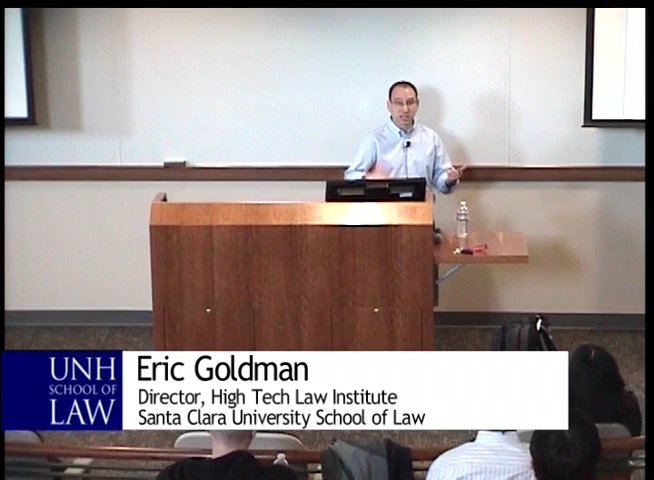 UNH
SCHOOL OF
LAW
Eric Goldman
Director, High Tech Law Institute
Santa Clara University School of Law